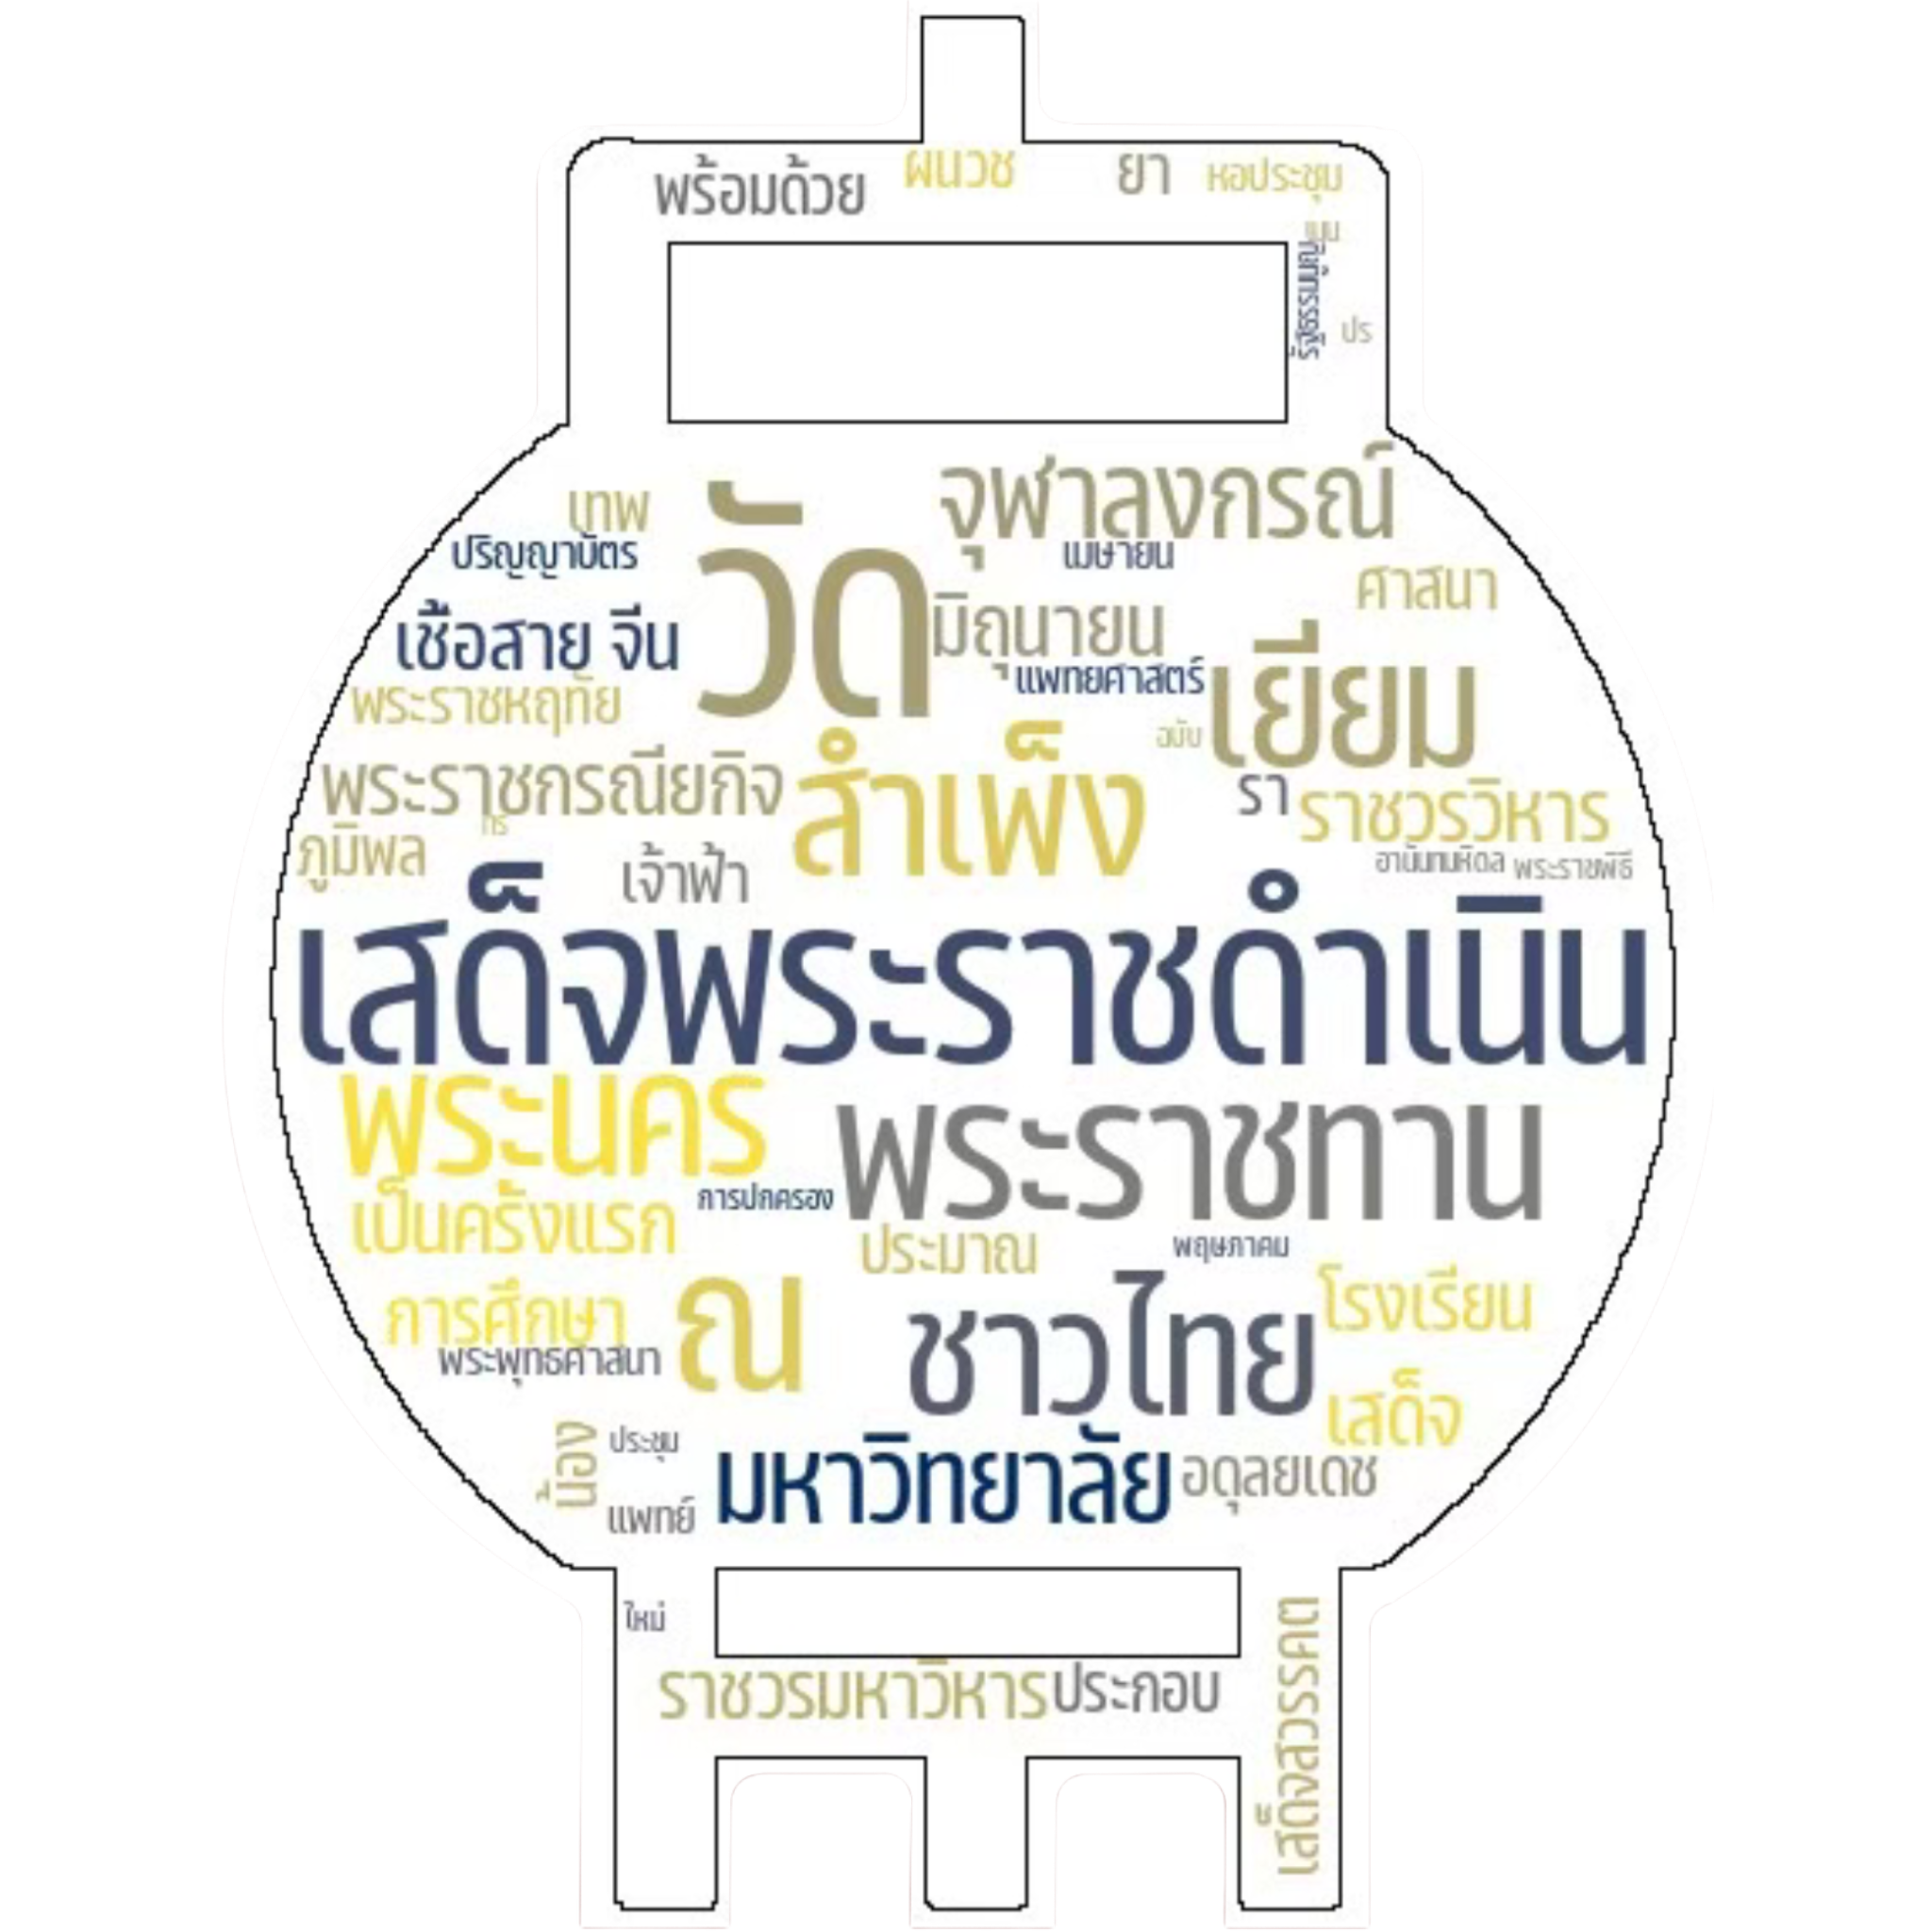 พร้อมด้วย ผนวช ยา หอประชุม
รัฐธรรมนูญ ปร
เทพ วัด จุฬาลงกรณ์
ปริญญาบัตร เมษายน
ศาสนา
เชื้อสาย จีน มิถุนายน
แพทยศาสตร์ เยี่ยม
พระราชหฤทัย
ฉบับ
พระราชกรณียกิจ สำเพ็ง รา ราชวรวิหาร
ภูมิพล เจ้าฟ้า อานันทมหิดล พระราชพิธี
เสด็จพระราชดำเนิน
พระนคร พระราชทาน
การปกครอง
เป็นครั้งแรก ประมาณ พฤษภาคม
การศึกษา ณ ชาวไทย โรงเรียน
พระพุทธศาสนา
เสด็จ
น้อง ประชุม มหาวิทยาลัย อดุลยเดช
แพทย์
ใหม่
ราชวรมหาวิหาร ประกอบ
เสด็จสวรรคต